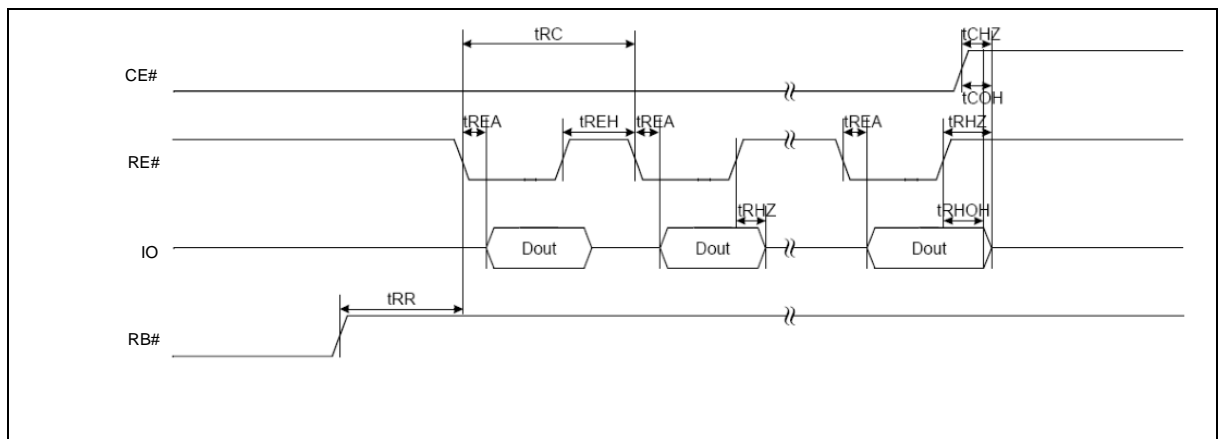 tRC
tCHZ
CE#
tCOH
tREA
tREH
tREA
tREA
tRHZ
RE#
tRHZ
tRHOH
IO
Dout
Dout
Dout
tRR
RB#